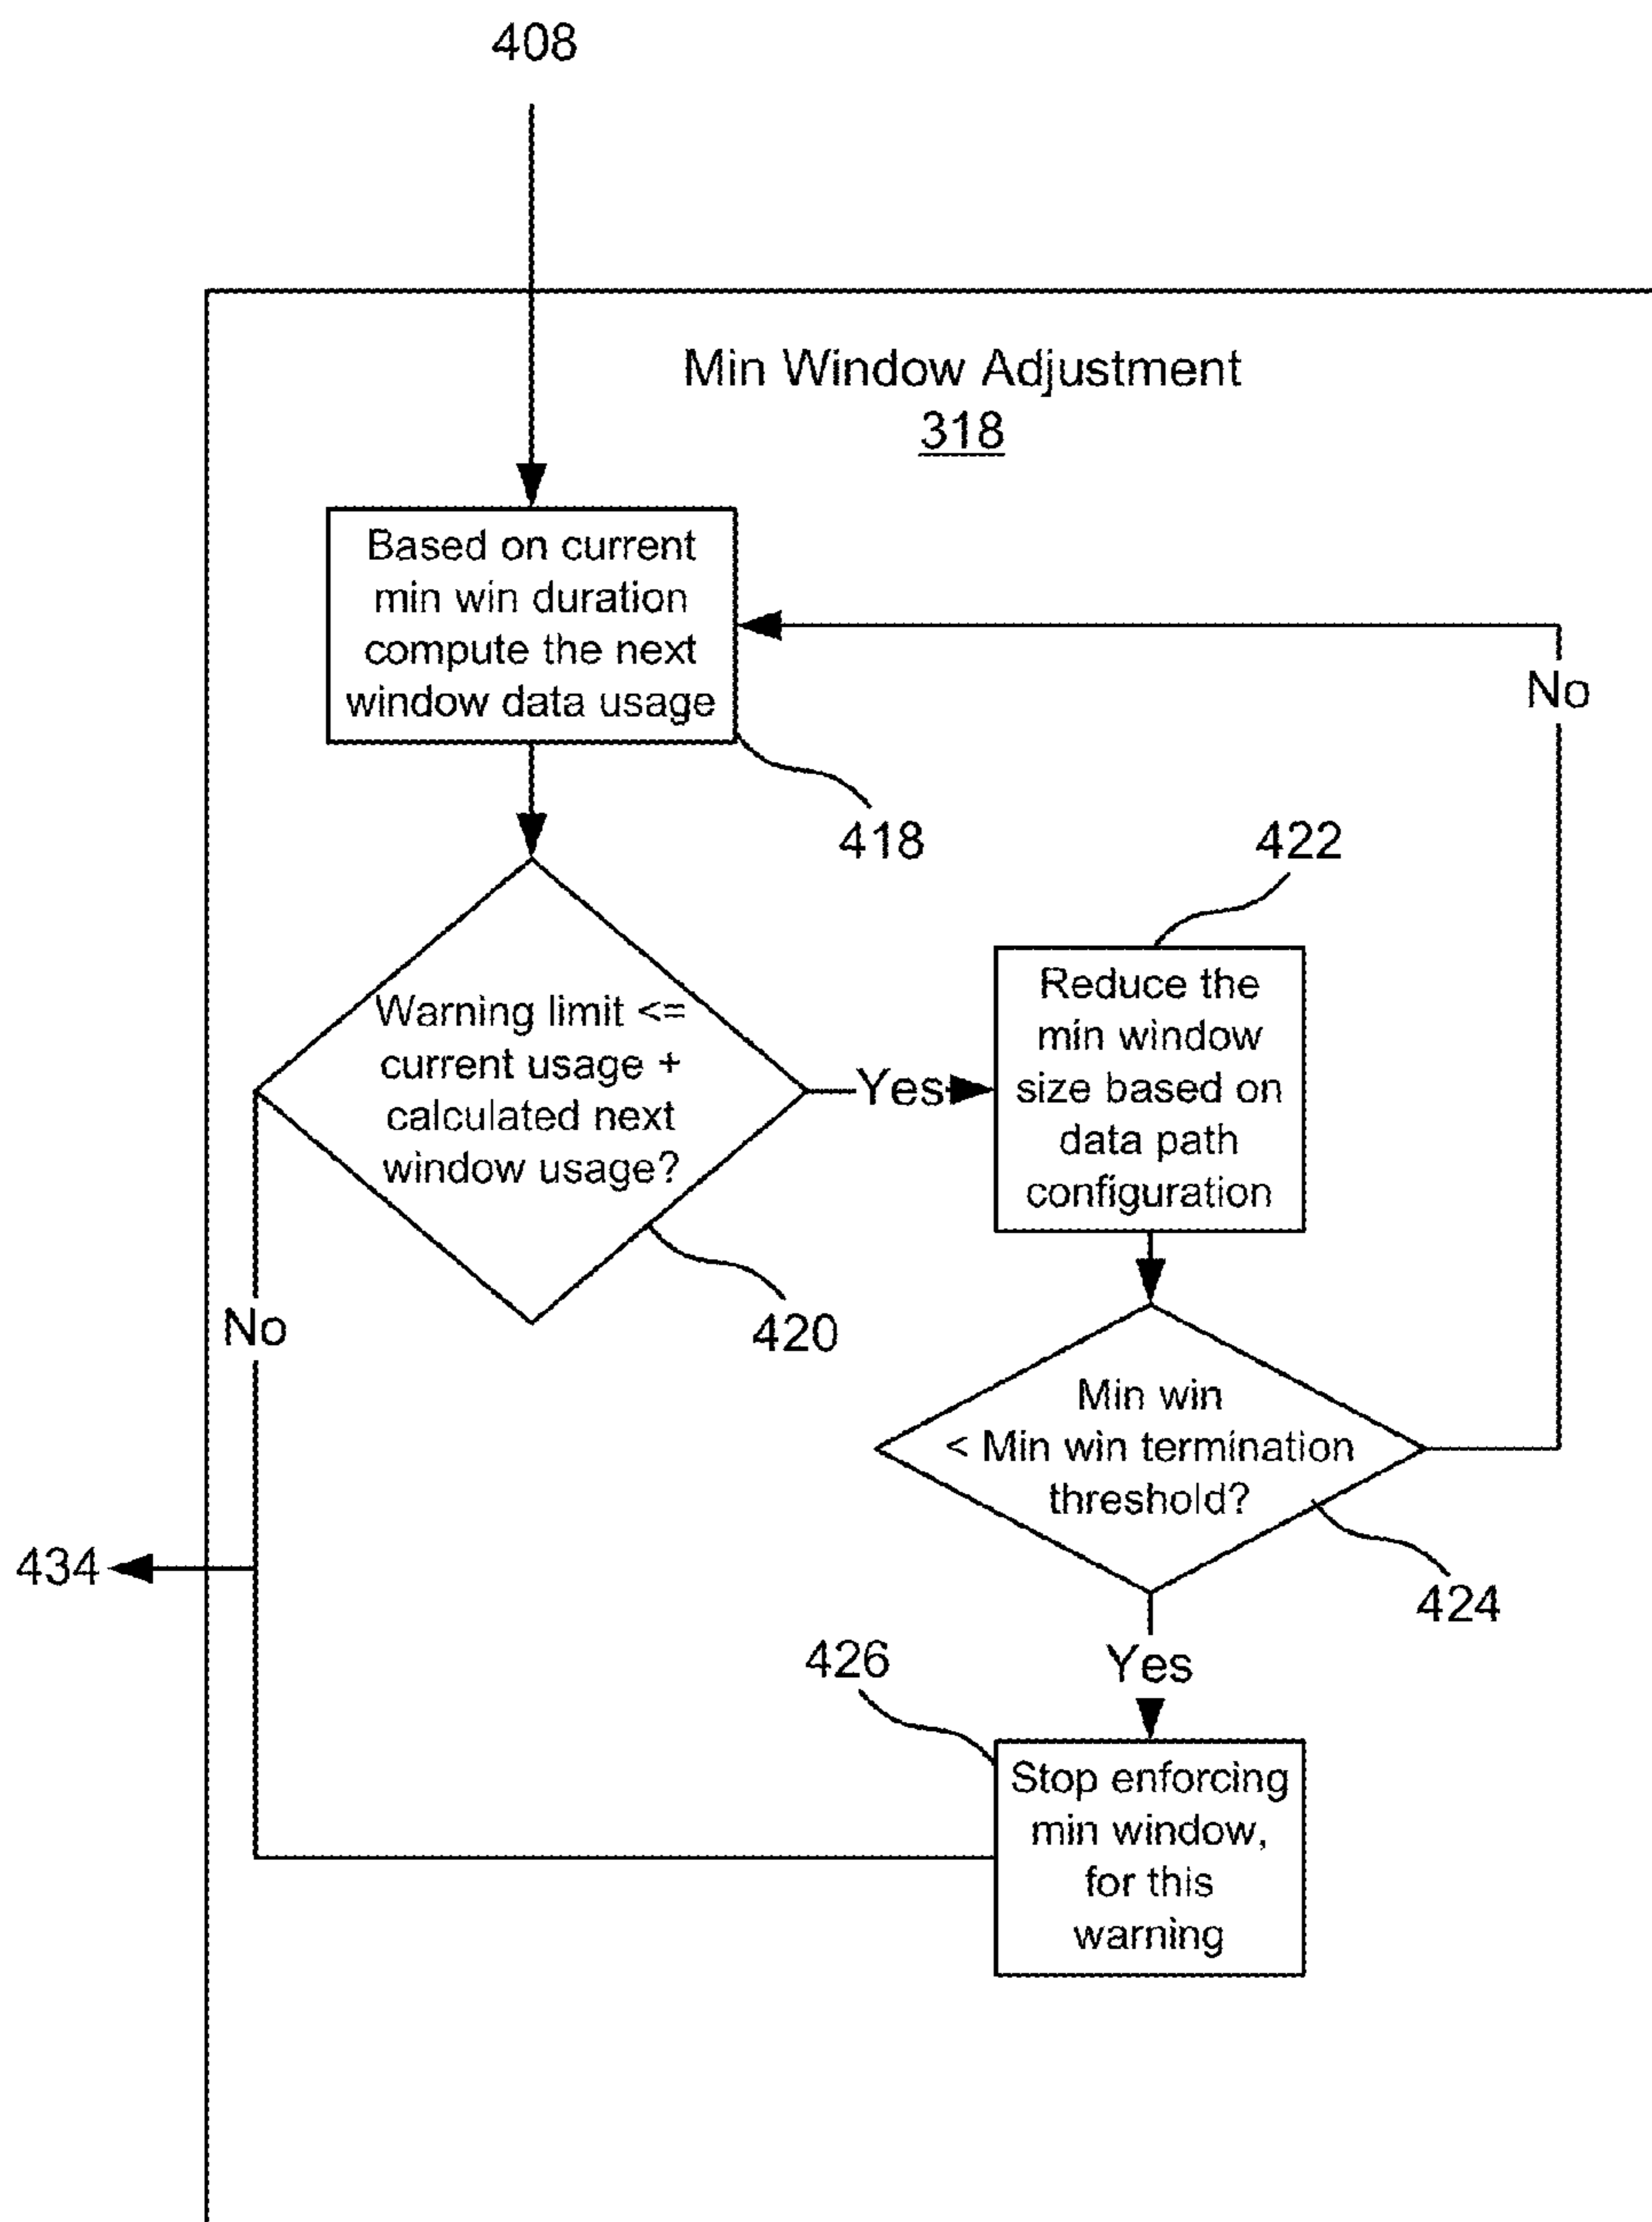 408
Min Window Adjustment
318
Based on current
min win duration
compute the next
window data usage
No
418
422
Warning limit <=
current usage +
calculated next
window usage?
Yes
Reduce the
min window
size based on
data path
configuration
No
420
Min win
< Min win termination
threshold?
434
424
Yes
426
Stop enforcing
min window,
for this
warning